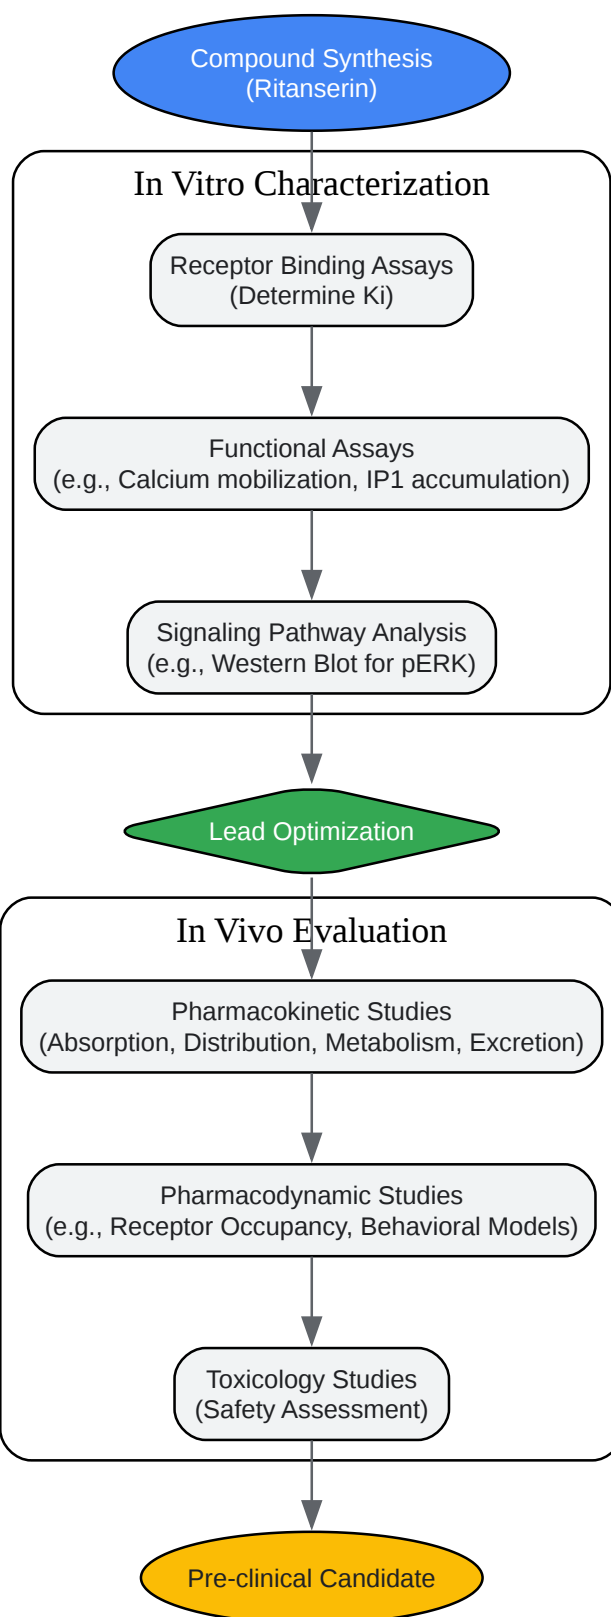 Compound Synthesis
(Ritanserin)
In Vitro Characterization
Receptor Binding Assays
(Determine Ki)
Functional Assays
(e.g., Calcium mobilization, IP1 accumulation)
Signaling Pathway Analysis
(e.g., Western Blot for pERK)
Lead Optimization
In Vivo Evaluation
Pharmacokinetic Studies
(Absorption, Distribution, Metabolism, Excretion)
Pharmacodynamic Studies
(e.g., Receptor Occupancy, Behavioral Models)
Toxicology Studies
(Safety Assessment)
Pre-clinical Candidate